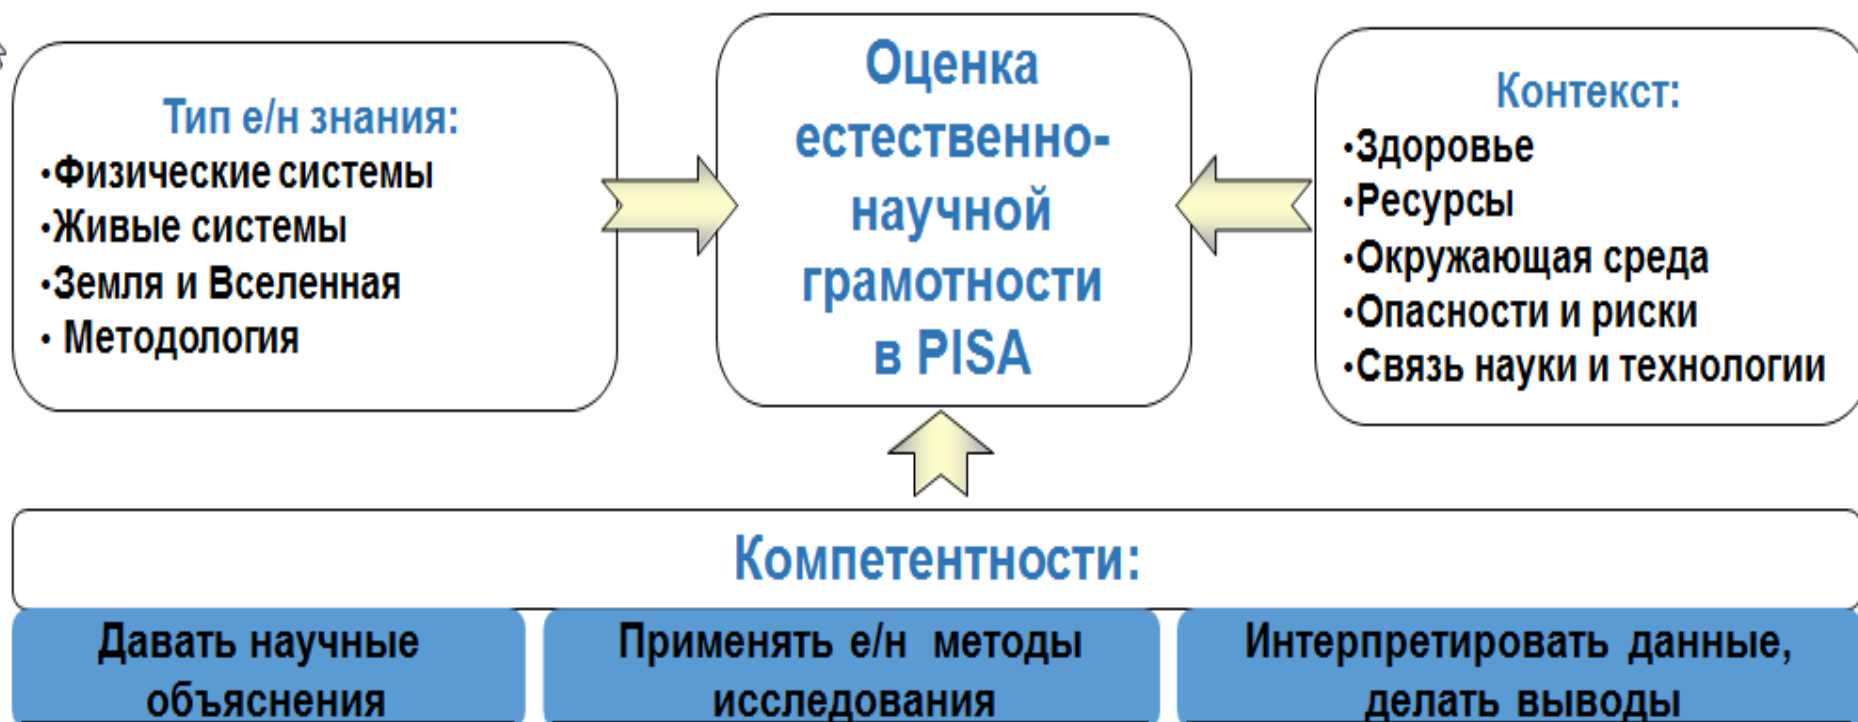 Тип е/н знания:
•Физические системы
•Живые системы
•Земля и Вселенная
• Методология
Оценка
естественно-
научной
грамотности
в PISA
Контекст:
•Здоровье
•Ресурсы
•Окружающая среда
•Опасности и риски
•Связь науки и технологии
Компетентности:
Давать научные
объяснения
Применять е/н методы
исследования
Интерпретировать данные,
делать выводы